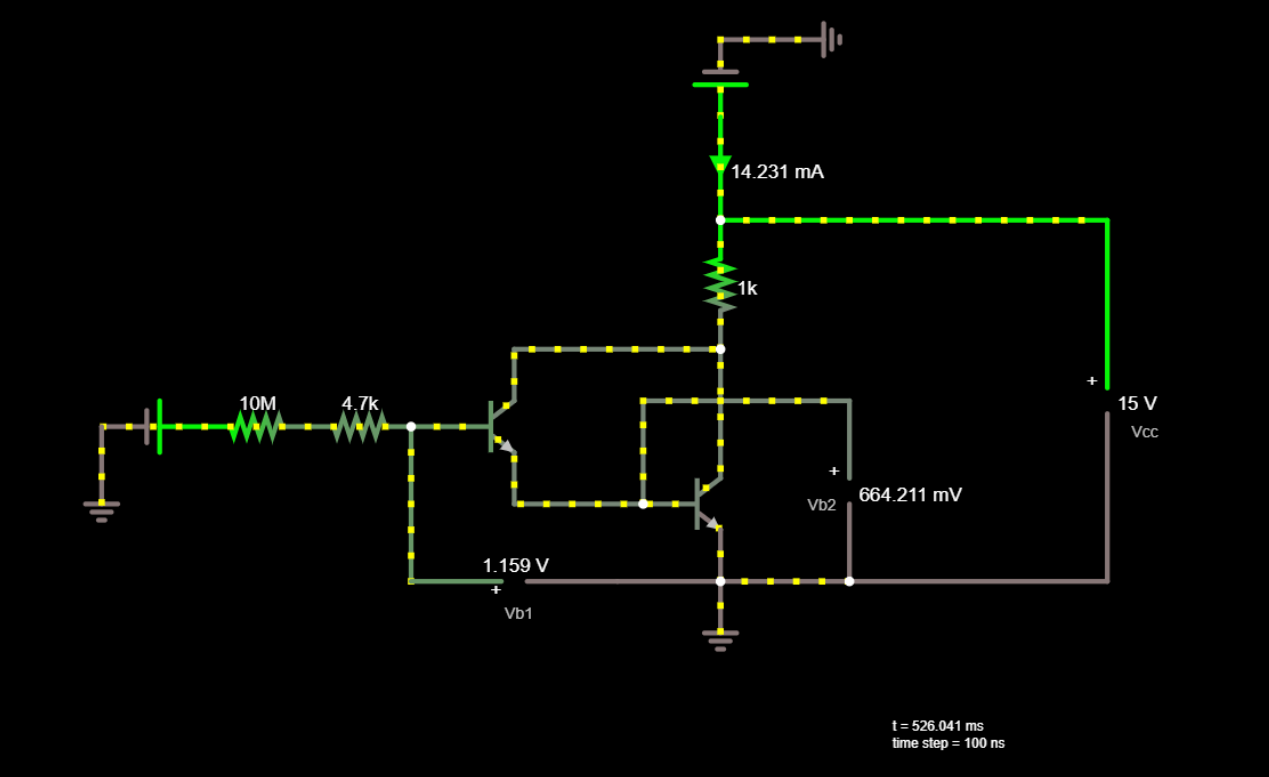 14.231 mA
1k
10M
4.7k
+
15 V
Vcc
+
664.211 mV
Vb2
1.159 V
+
Vb1
t = 526.041 ms
time step = 100 ns